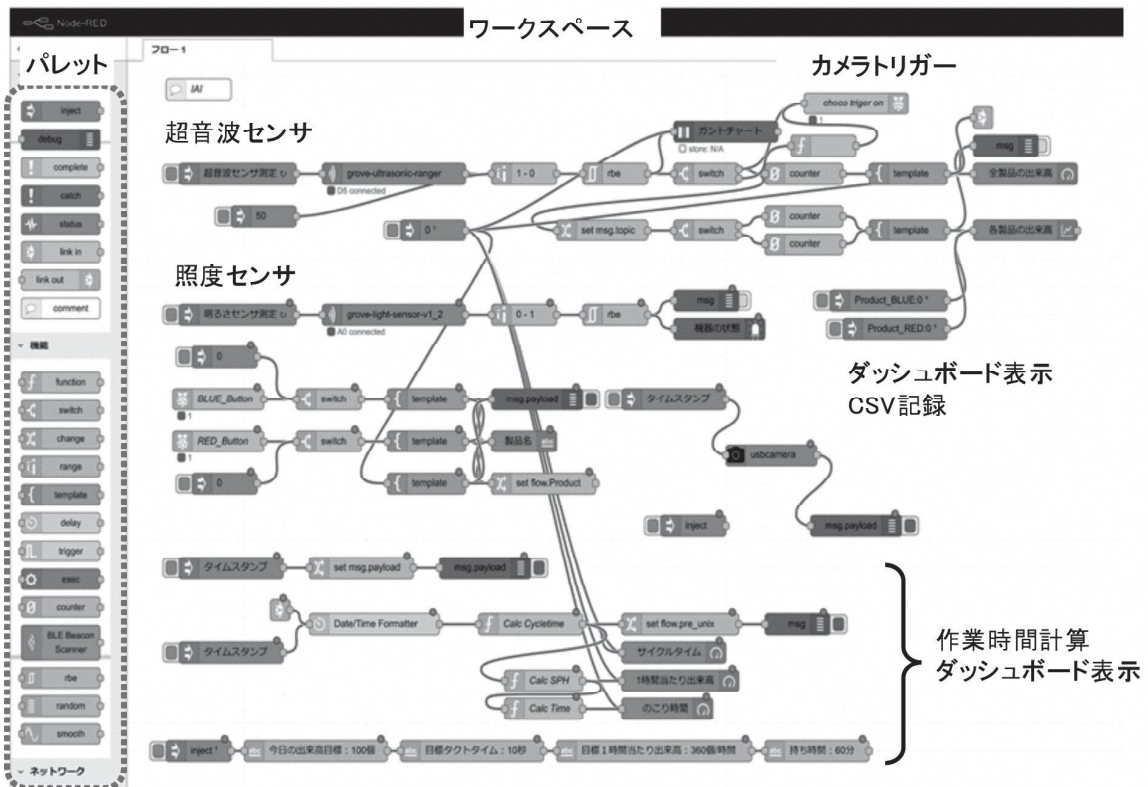 Node-RED
ワークスペース
パレット
フロー 1
カメラトリガー
IAI
inject
debug
complete
catch
status
link in
link out
comment
機能
function
switch
change
range
template
delay
trigger
exec
counter
BLE Beacon
Scanner
rbe
random
smooth
ネットワーク
超音波センサ
choco triger on
1
ガントチャート
store: N/A
msg
超音波センサ測定 ↻
grove-ultrasonic-ranger
D5 connected
1 - 0
rbe
switch
counter
template
全製品の出来高
50
0 ¹
set msg.topic
switch
counter
counter
template
各製品の出来高
照度センサ
明るさセンサ測定 ↻
grove-light-sensor-v1_2
A0 connected
0 - 1
rbe
msg
機器の状態
Product_BLUE:0 ¹
Product_RED:0 ¹
ダッシュボード表示
CSV記録
0
BLUE_Button
1
switch
template
msg.payload
タイムスタンプ
RED_Button
1
switch
template
製品名
usbcamera
0
template
set flow.Product
inject
msg.payload
タイムスタンプ
set msg.payload
msg.payload
Date/Time Formatter
Calc Cycletime
set flow.pre_unix
msg
タイムスタンプ
サイクルタイム
Calc SPH
1時間当たり出来高
Calc Time
のこり時間
作業時間計算
ダッシュボード表示
inject ¹
今日の出来高目標：100個
目標タクトタイム：10秒
目標１時間当たり出来高：360個/時間
持ち時間：60分